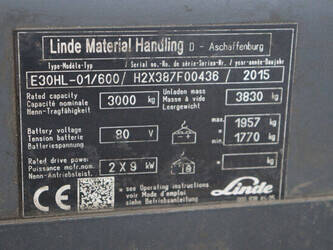 Linde Material Handling D - Aschaffenburg
Type-Modèle-Typ / Serial no.-No de série-Serien-Nr. / year-année-Baujahr
E30HL-01/600 / H2X387F00436 / 2015
Rated capacity
Capacité nominale
Nenn-Tragfähigkeit
3000 kg
Unladen mass
Masse à vide
Leergewicht
3830 kg
Battery voltage
Tension batterie
Batteriespannung
80 V
max. 1957 kg
min. 1770 kg
Rated drive power
Puissance motr.nom.
Nenn-Antriebsleist.
2X9 kW
kg
CE
see Operating instructions
voir Mode d'emploi
siehe Betriebsanleitung
Linde